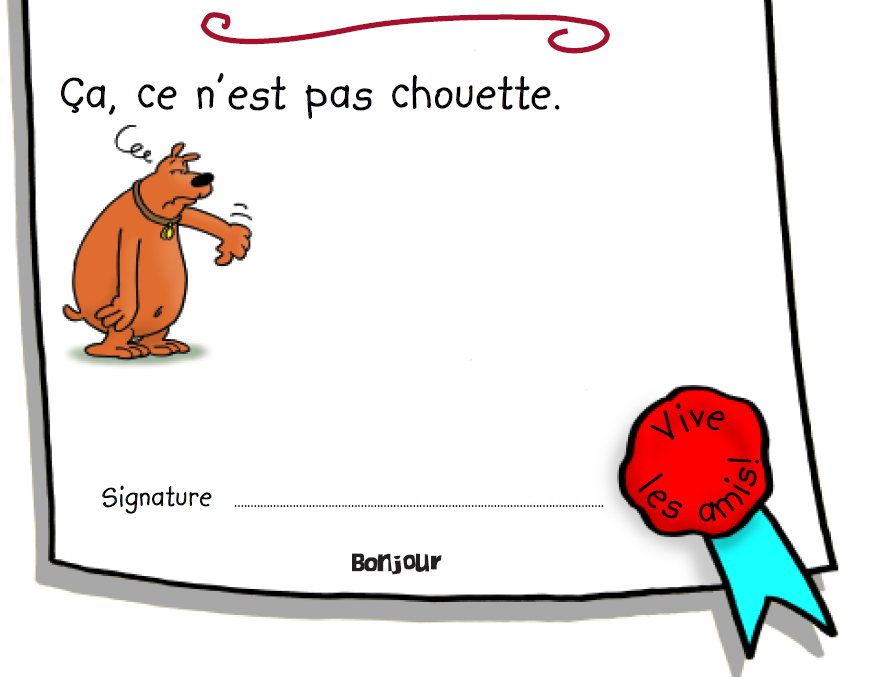 Ça, ce n'est pas chouette.
Vive
les amis!
Signature ..........................................................................
Bonjour